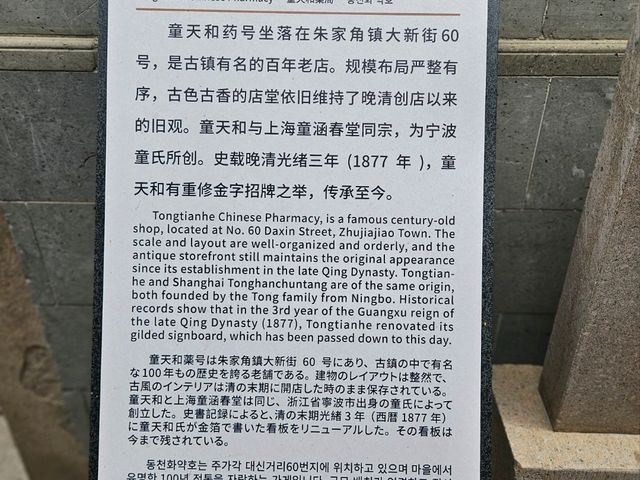 童天和药号坐落在朱家角镇大新街60
号，是古镇有名的百年老店。规模布局严整有
序，古色古香的店堂依旧维持了晚清创店以来
的旧观。童天和与上海童涵春堂同宗，为宁波
童氏所创。史载晚清光绪三年（1877 年），童
天和有重修金字招牌之举，传承至今。
Tongtianhe Chinese Pharmacy, is a famous century-old
shop, located at No. 60 Daxin Street, Zhujiajiao Town. The
scale and layout are well-organized and orderly, and the
antique storefront still maintains the original appearance
since its establishment in the late Qing Dynasty. Tongtian-
he and Shanghai Tonghanchuntang are of the same origin,
both founded by the Tong family from Ningbo. Historical
records show that in the 3rd year of the Guangxu reign of
the late Qing Dynasty (1877), Tongtianhe renovated its
gilded signboard, which has been passed down to this day.
童天和薬号は朱家角鎮大新街 60 号にあり、古鎮の中で有名
な100年もの歴史を誇る老舗である。建物のレイアウトは整然で、
古風のインテリアは清の末期に開店した時のまま保存されている。
童天和と上海童涵春堂は同じ、浙江省寧波市出身の童氏によって
創立した。史書記録によると、清の末期光緒3年（西暦1877年）
に童天和氏が金箔で書いた看板をリニューアルした。その看板は
今まで残されている。
동천화약호는 주가각 대신거리60번지에 위치하고 있으며 마을에서